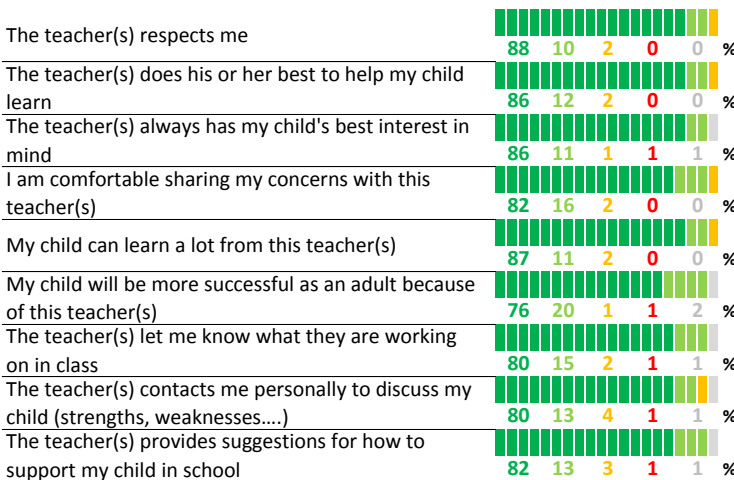 The teacher(s) respects me
88 10 2 0 0 %
The teacher(s) does his or her best to help my child
learn
86 12 2 0 0 %
The teacher(s) always has my child's best interest in
mind
86 11 1 1 1 %
I am comfortable sharing my concerns with this
teacher(s)
82 16 2 0 0 %
My child can learn a lot from this teacher(s)
87 11 2 0 0 %
My child will be more successful as an adult because
of this teacher(s)
76 20 1 1 2 %
The teacher(s) let me know what they are working
on in class
80 15 2 1 1 %
The teacher(s) contacts me personally to discuss my
child (strengths, weaknesses....)
80 13 4 1 1 %
The teacher(s) provides suggestions for how to
support my child in school
82 13 3 1 1 %